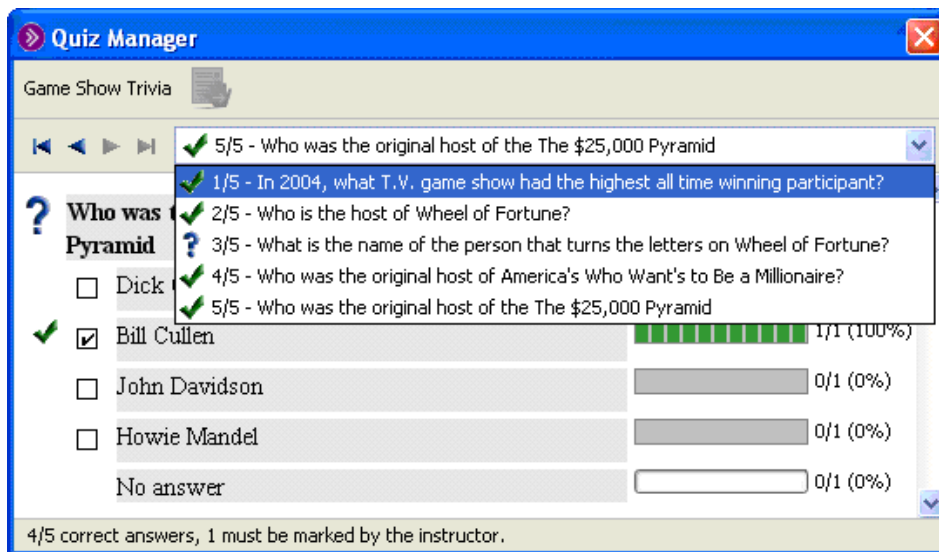 Quiz Manager
Game Show Trivia
5/5 - Who was the original host of the The $25,000 Pyramid
1/5 - In 2004, what T.V. game show had the highest all time winning participant?
2/5 - Who is the host of Wheel of Fortune?
3/5 - What is the name of the person that turns the letters on Wheel of Fortune?
4/5 - Who was the original host of America's Who Want's to Be a Millionaire?
5/5 - Who was the original host of the The $25,000 Pyramid
Who was
Pyramid
Dick
Bill Cullen 1/1 (100%)
John Davidson 0/1 (0%)
Howie Mandel 0/1 (0%)
No answer 0/1 (0%)
4/5 correct answers, 1 must be marked by the instructor.